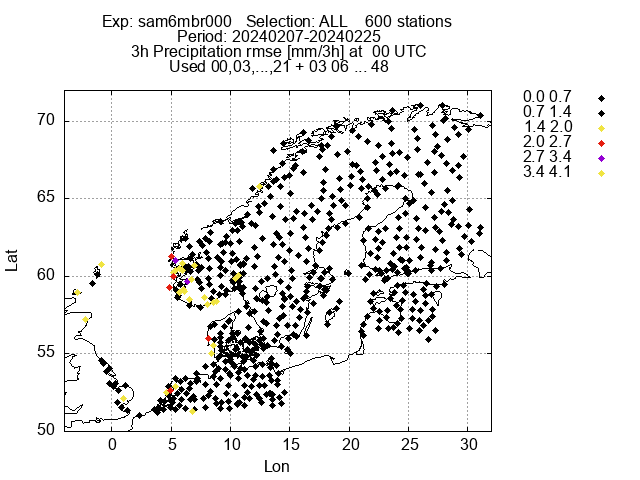 Exp: sam6mbr000   Selection: ALL    600 stations
Period: 20240207-20240225
3h Precipitation rmse [mm/3h] at  00 UTC
Used 00,03,...,21 + 03 06 ... 48
0.0 0.7
0.7 1.4
1.4 2.0
2.0 2.7
2.7 3.4
3.4 4.1
70
65
60
55
50
Lat
0 5 10 15 20 25 30
Lon